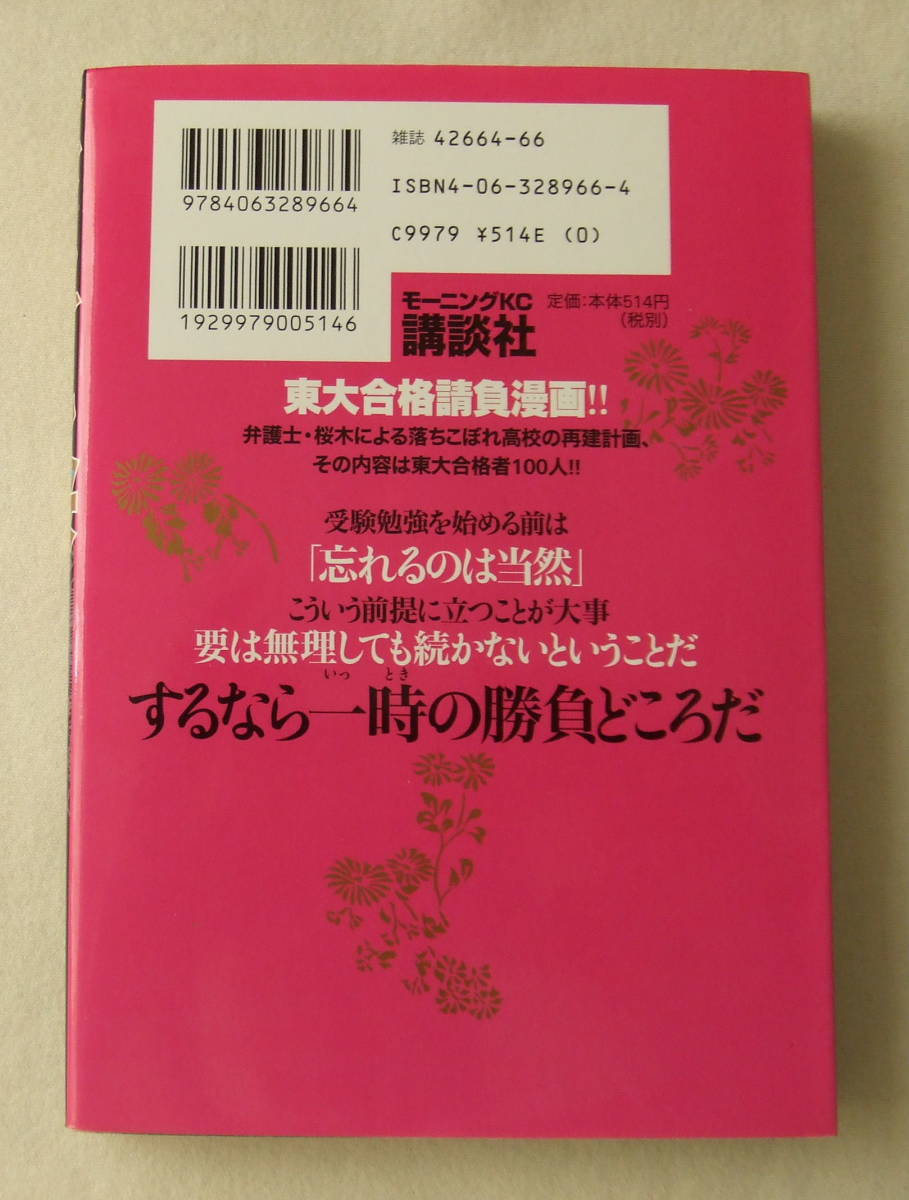 雑誌 42664-66
ISBN4-06-328966-4
9784063289664
C9979 ¥514E (0)
1929979005146
モーニングKC
講談社
定価:本体514円
(税別)
東大合格請負漫画!!
弁護士・桜木による落ちこぼれ高校の再建計画、
その内容は東大合格者100人!!
受験勉強を始める前は
「忘れるのは当然」
こういう前提に立つことが大事
要は無理しても続かないということだ
いっ とき
するなら一時の勝負どころだ